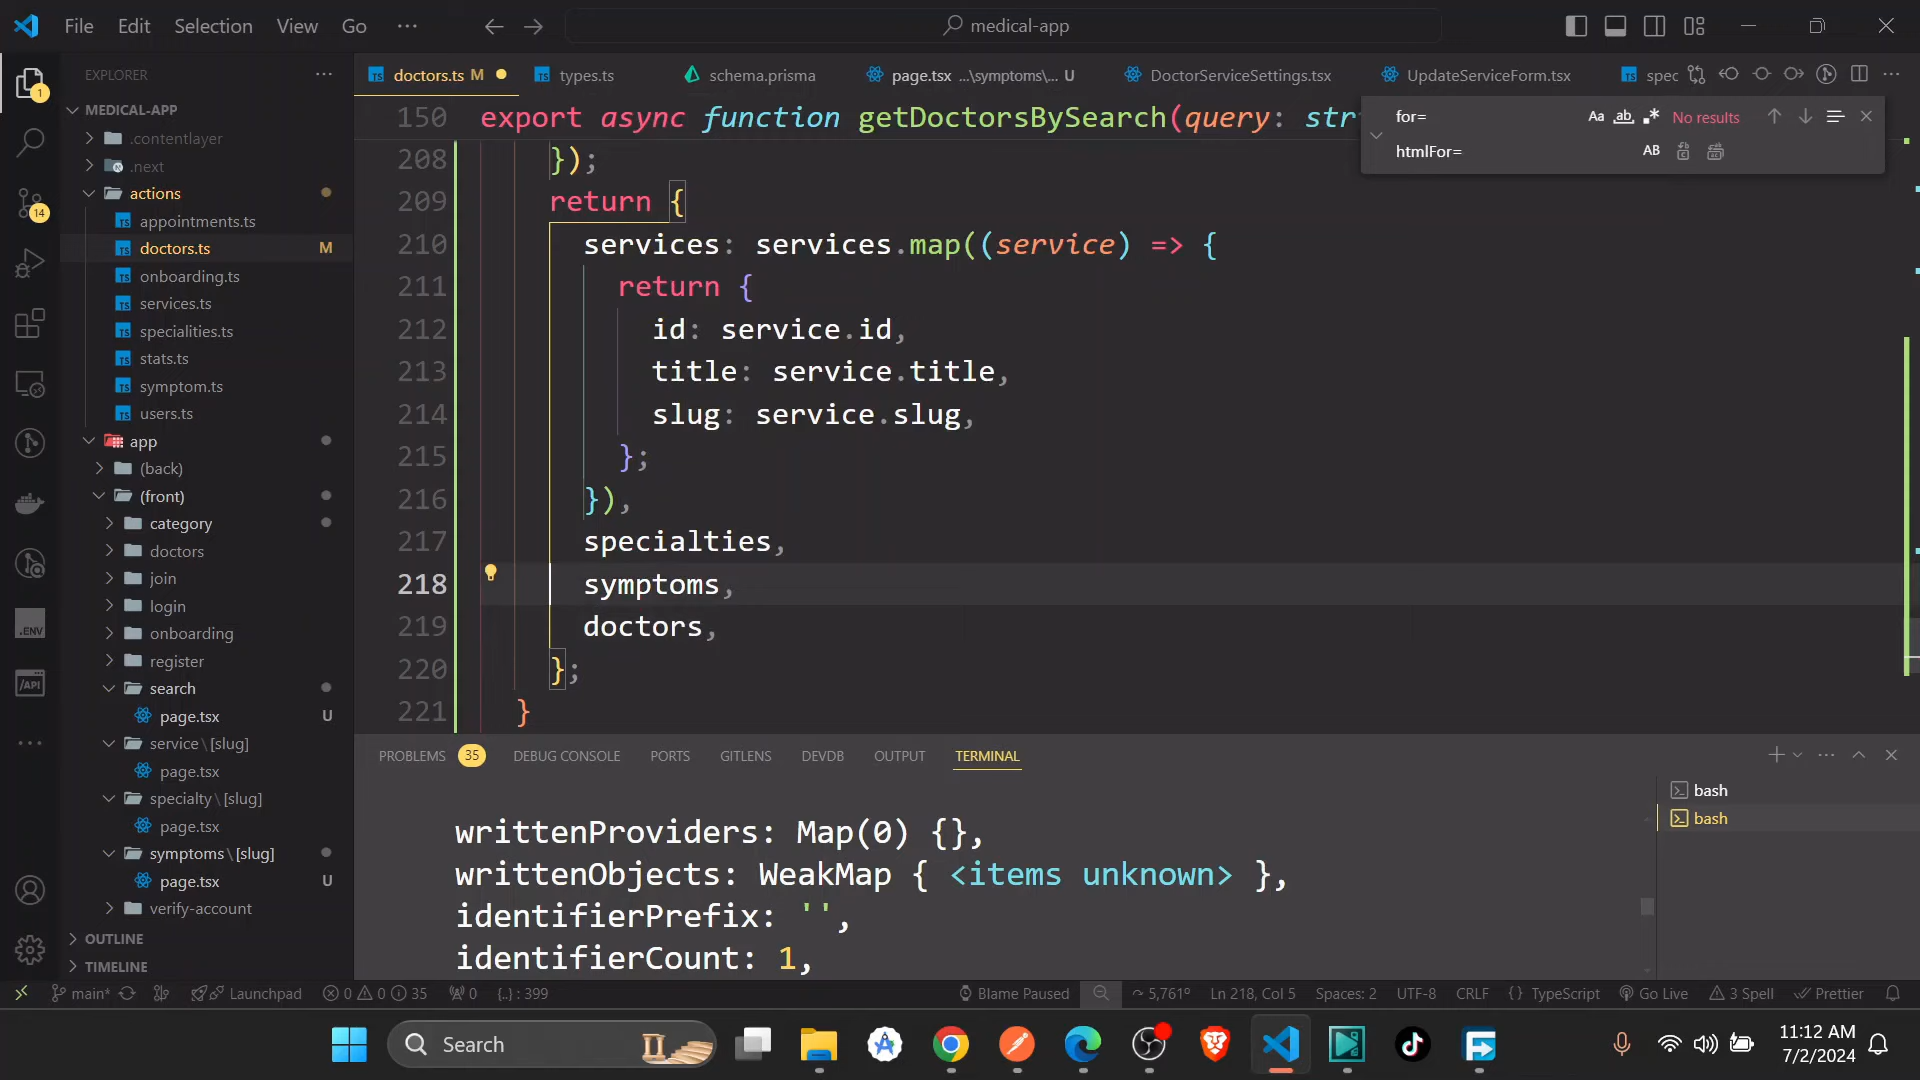 File Edit Selection View Go ··· medical-app
EXPLORER ···
MEDICAL-APP
.contentlayer
.next
actions
appointments.ts
doctors.ts M
onboarding.ts
services.ts
specialities.ts
stats.ts
symptom.ts
users.ts
app
(back)
(front)
category
doctors
join
login
onboarding
register
search
page.tsx U
service\[slug]
page.tsx
specialty\[slug]
page.tsx
symptoms\[slug]
page.tsx U
verify-account
OUTLINE
TIMELINE
1
14
.ENV
/API
doctors.ts M types.ts schema.prisma page.tsx ...\symptoms\... U DoctorServiceSettings.tsx UpdateServiceForm.tsx spec
for= Aa ab No results
htmlFor= AB
150 export async function getDoctorsBySearch(query: str
208 });
209 return {
210 services: services.map((service) => {
211 return {
212 id: service.id,
213 title: service.title,
214 slug: service.slug,
215 };
216 }),
217 specialties,
218 symptoms,
219 doctors,
220 };
221 }
PROBLEMS 35 DEBUG CONSOLE PORTS GITLENS DEVDB OUTPUT TERMINAL
writtenProviders: Map(0) {},
writtenObjects: WeakMap { <items unknown> },
identifierPrefix: '',
identifierCount: 1,
bash
bash
main* Launchpad 0 0 35 0 {..} : 399 Blame Paused 5,761° Ln 218, Col 5 Spaces: 2 UTF-8 CRLF {} TypeScript Go Live 3 Spell Prettier
Search
11:12 AM
7/2/2024